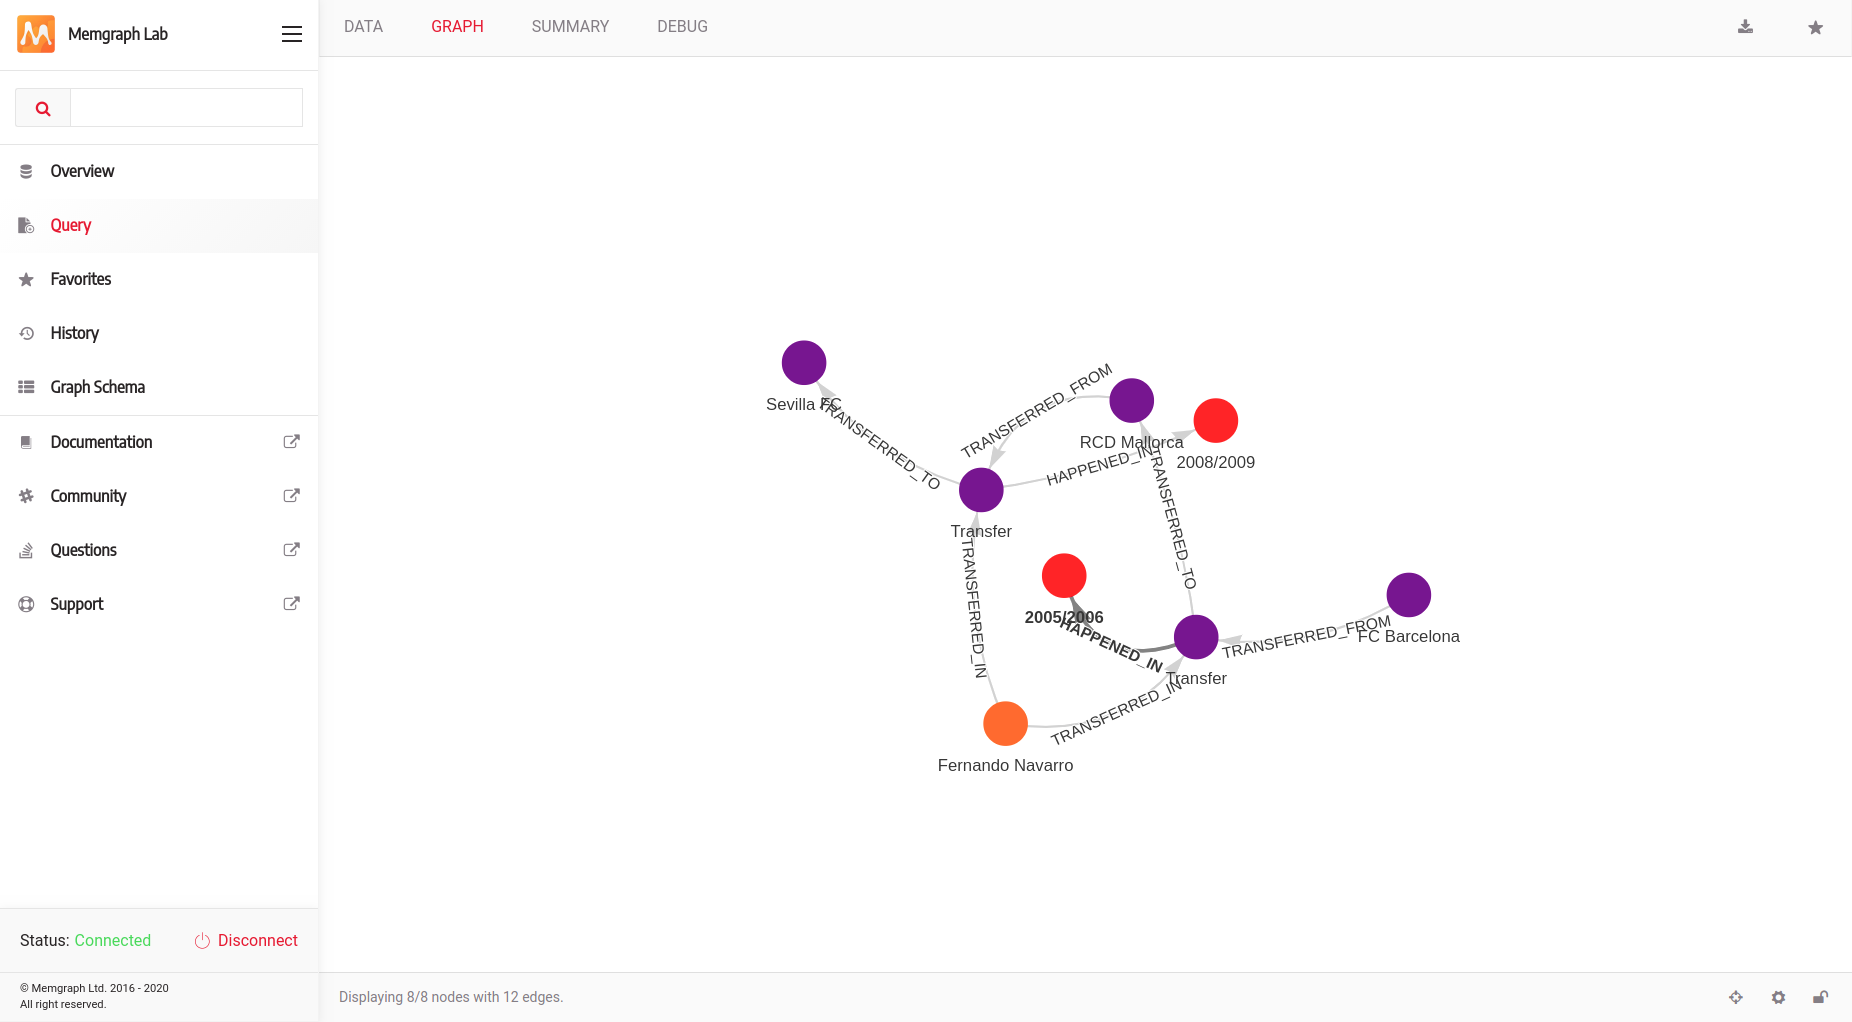 Memgraph Lab
DATA GRAPH SUMMARY DEBUG
Overview
Query
Favorites
History
Graph Schema
Documentation
Community
Questions
Support
Status: Connected
Disconnect
© Memgraph Ltd. 2016 - 2020
All right reserved.
Sevilla FC
TRANSFERRED_TO
TRANSFERRED_FROM
RCD Mallorca
2008/2009
HAPPENED_IN
Transfer
TRANSFERRED_TO
TRANSFERRED_IN
2005/2006
HAPPENED_IN
TRANSFERRED_FROM
FC Barcelona
Transfer
TRANSFERRED_IN
Fernando Navarro
Displaying 8/8 nodes with 12 edges.